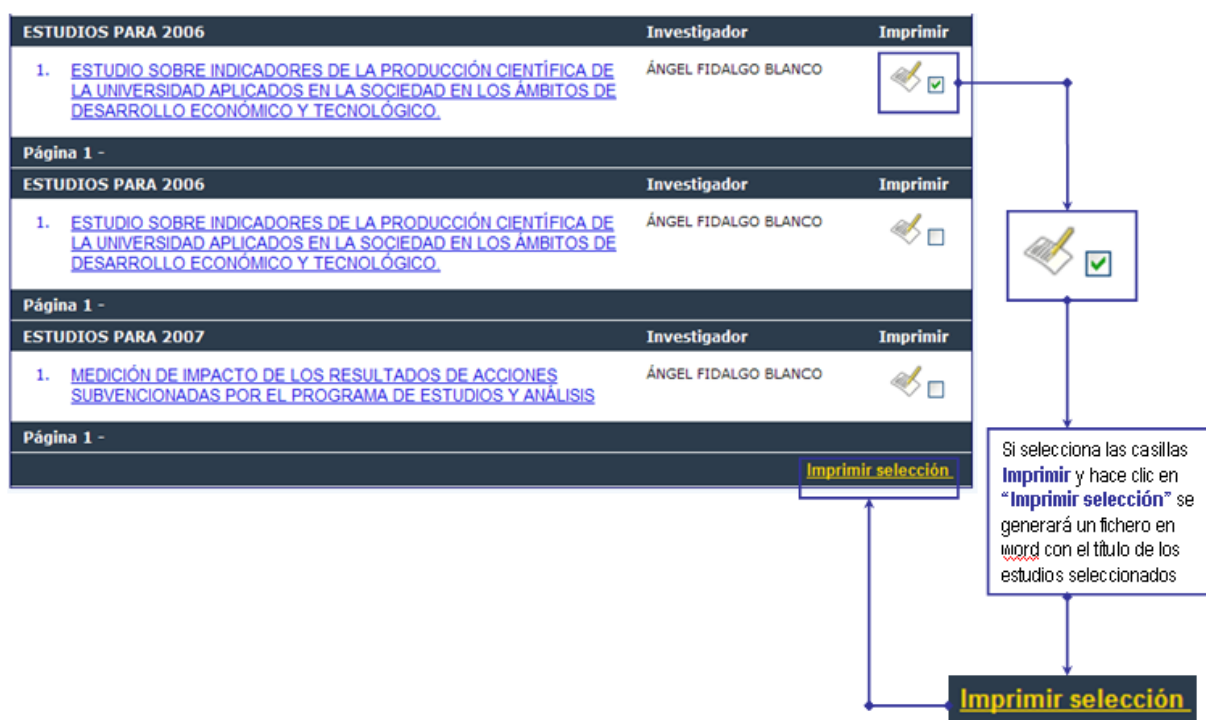 ESTUDIOS PARA 2006 Investigador Imprimir
1. ESTUDIO SOBRE INDICADORES DE LA PRODUCCIÓN CIENTÍFICA DE ÁNGEL FIDALGO BLANCO
LA UNIVERSIDAD APLICADOS EN LA SOCIEDAD EN LOS ÁMBITOS DE
DESARROLLO ECONÓMICO Y TECNOLÓGICO.
Página 1 -
ESTUDIOS PARA 2006 Investigador Imprimir
1. ESTUDIO SOBRE INDICADORES DE LA PRODUCCIÓN CIENTÍFICA DE ÁNGEL FIDALGO BLANCO
LA UNIVERSIDAD APLICADOS EN LA SOCIEDAD EN LOS ÁMBITOS DE
DESARROLLO ECONÓMICO Y TECNOLÓGICO.
Página 1 -
ESTUDIOS PARA 2007 Investigador Imprimir
1. MEDICIÓN DE IMPACTO DE LOS RESULTADOS DE ACCIONES ÁNGEL FIDALGO BLANCO
SUBVENCIONADAS POR EL PROGRAMA DE ESTUDIOS Y ANÁLISIS
Página 1 -
Imprimir selección
Si selecciona las casillas
Imprimir y hace clic en
“Imprimir selección” se
generará un fichero en
word con el título de los
estudios seleccionados
Imprimir selección